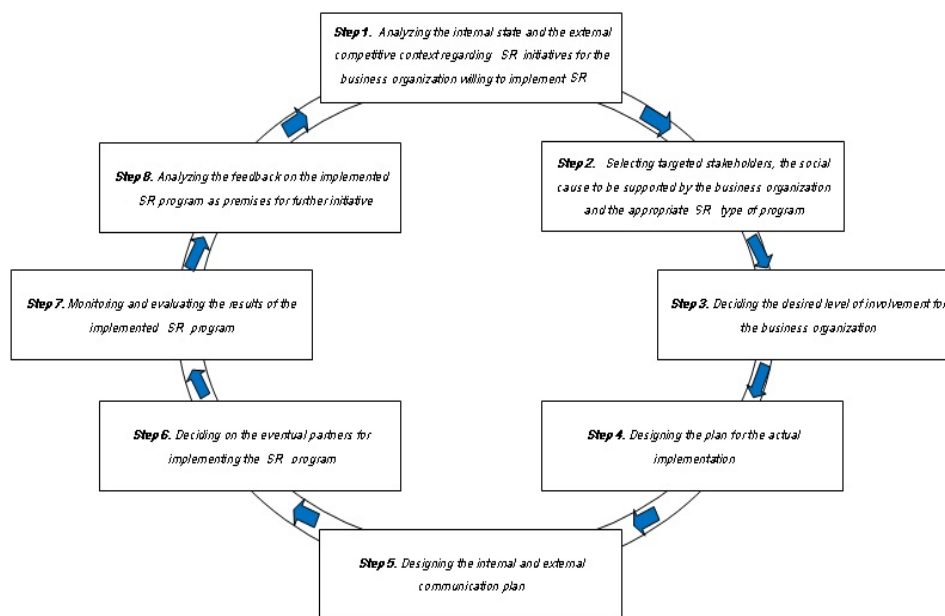 Step 1. Analyzing the internal state and the external
competitive context regarding SR initiatives for the
business organization willing to implement SR
Step 2. Selecting targeted stakeholders, the social
cause to be supported by the business organization
and the appropriate SR type of program
Step 3. Deciding the desired level of involvement for
the business organization
Step 4. Designing the plan for the actual
implementation
Step 5. Designing the internal and external
communication plan
Step 6. Deciding on the eventual partners for
implementing the SR program
Step 7. Monitoring and evaluating the results of the
implemented SR program
Step 8. Analyzing the feedback on the implemented
SR program as premises for further initiative